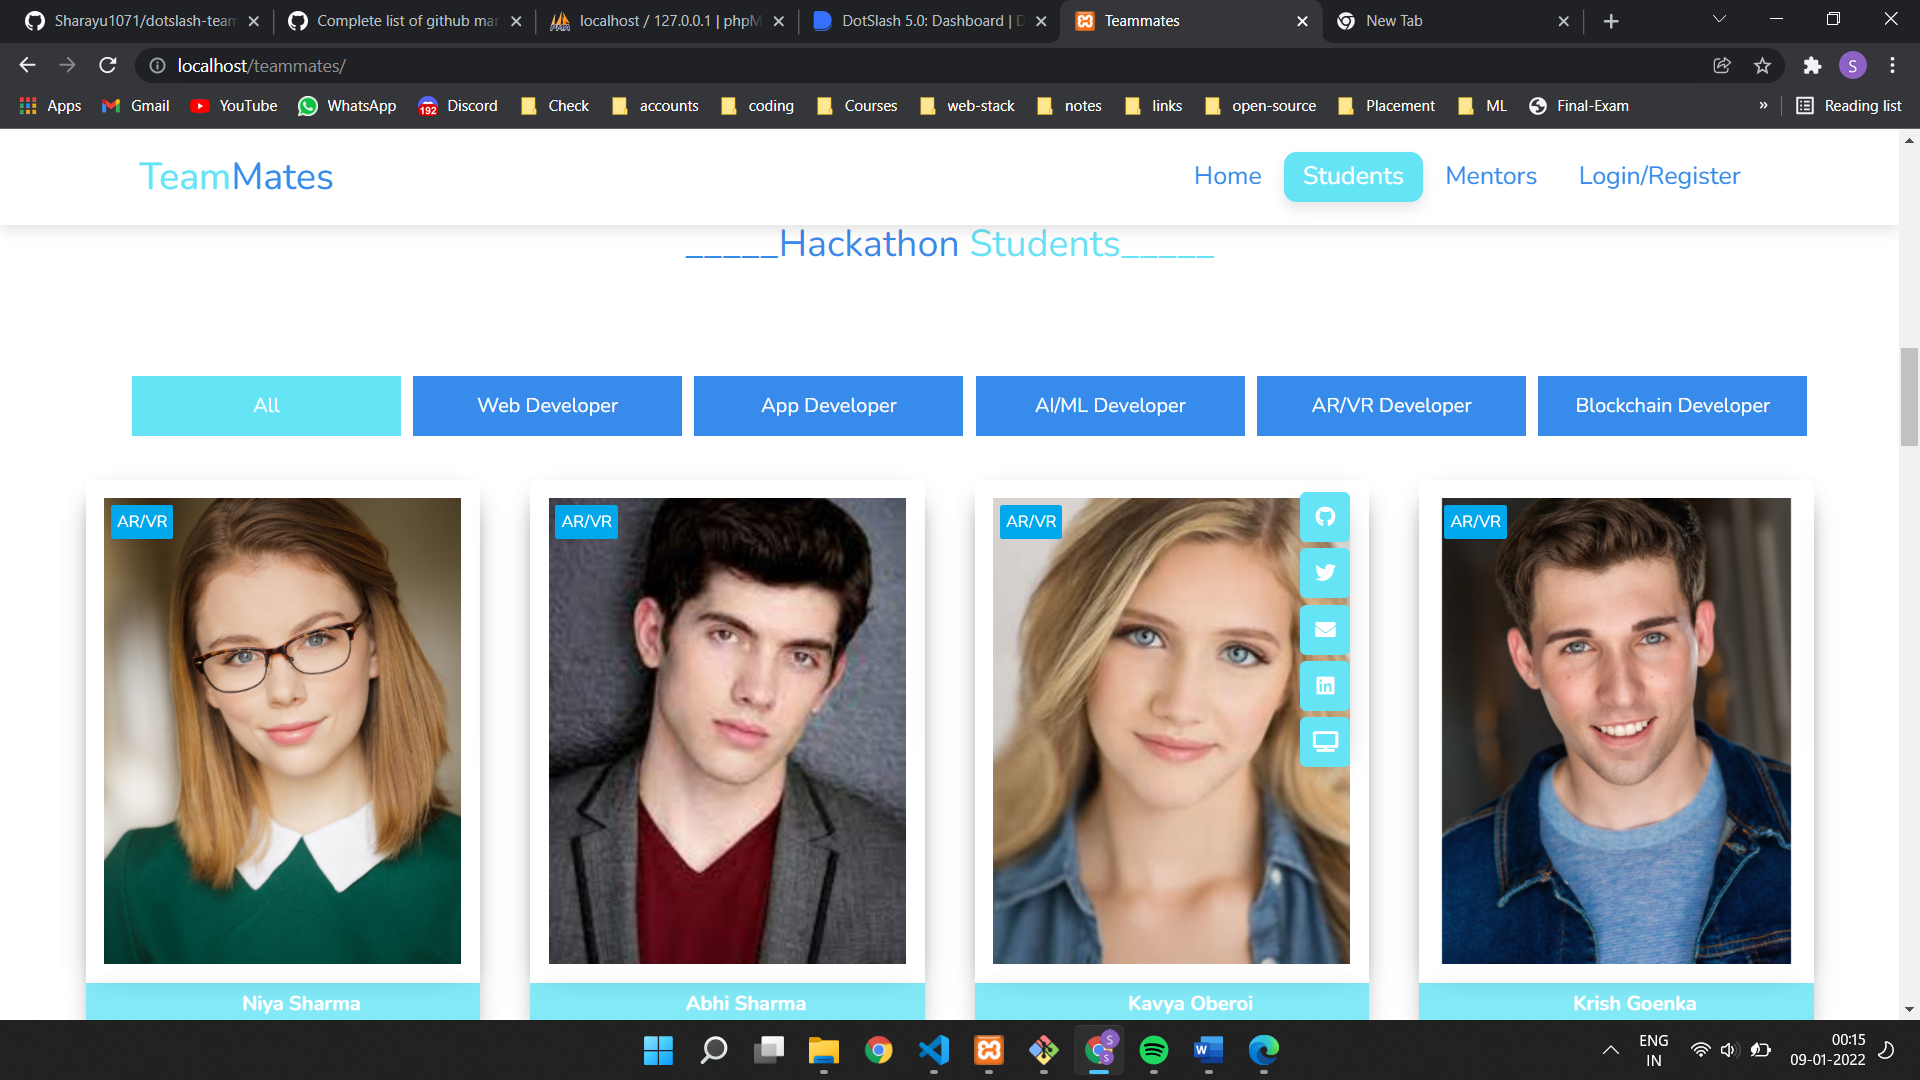 Sharayu1071/dotslash-team
Complete list of github mar
localhost / 127.0.0.1 | phpM
DotSlash 5.0: Dashboard | D
Teammates
New Tab
localhost/teammates/
S
Apps
Gmail
YouTube
WhatsApp
192
Discord
Check
accounts
coding
Courses
web-stack
notes
links
open-source
Placement
ML
Final-Exam
»
Reading list
TeamMates
Home
Students
Mentors
Login/Register
_____Hackathon Students_____
All
Web Developer
App Developer
AI/ML Developer
AR/VR Developer
Blockchain Developer
AR/VR
AR/VR
AR/VR
AR/VR
Niya Sharma
Abhi Sharma
Kavya Oberoi
Krish Goenka
ENG
IN
00:15
09-01-2022